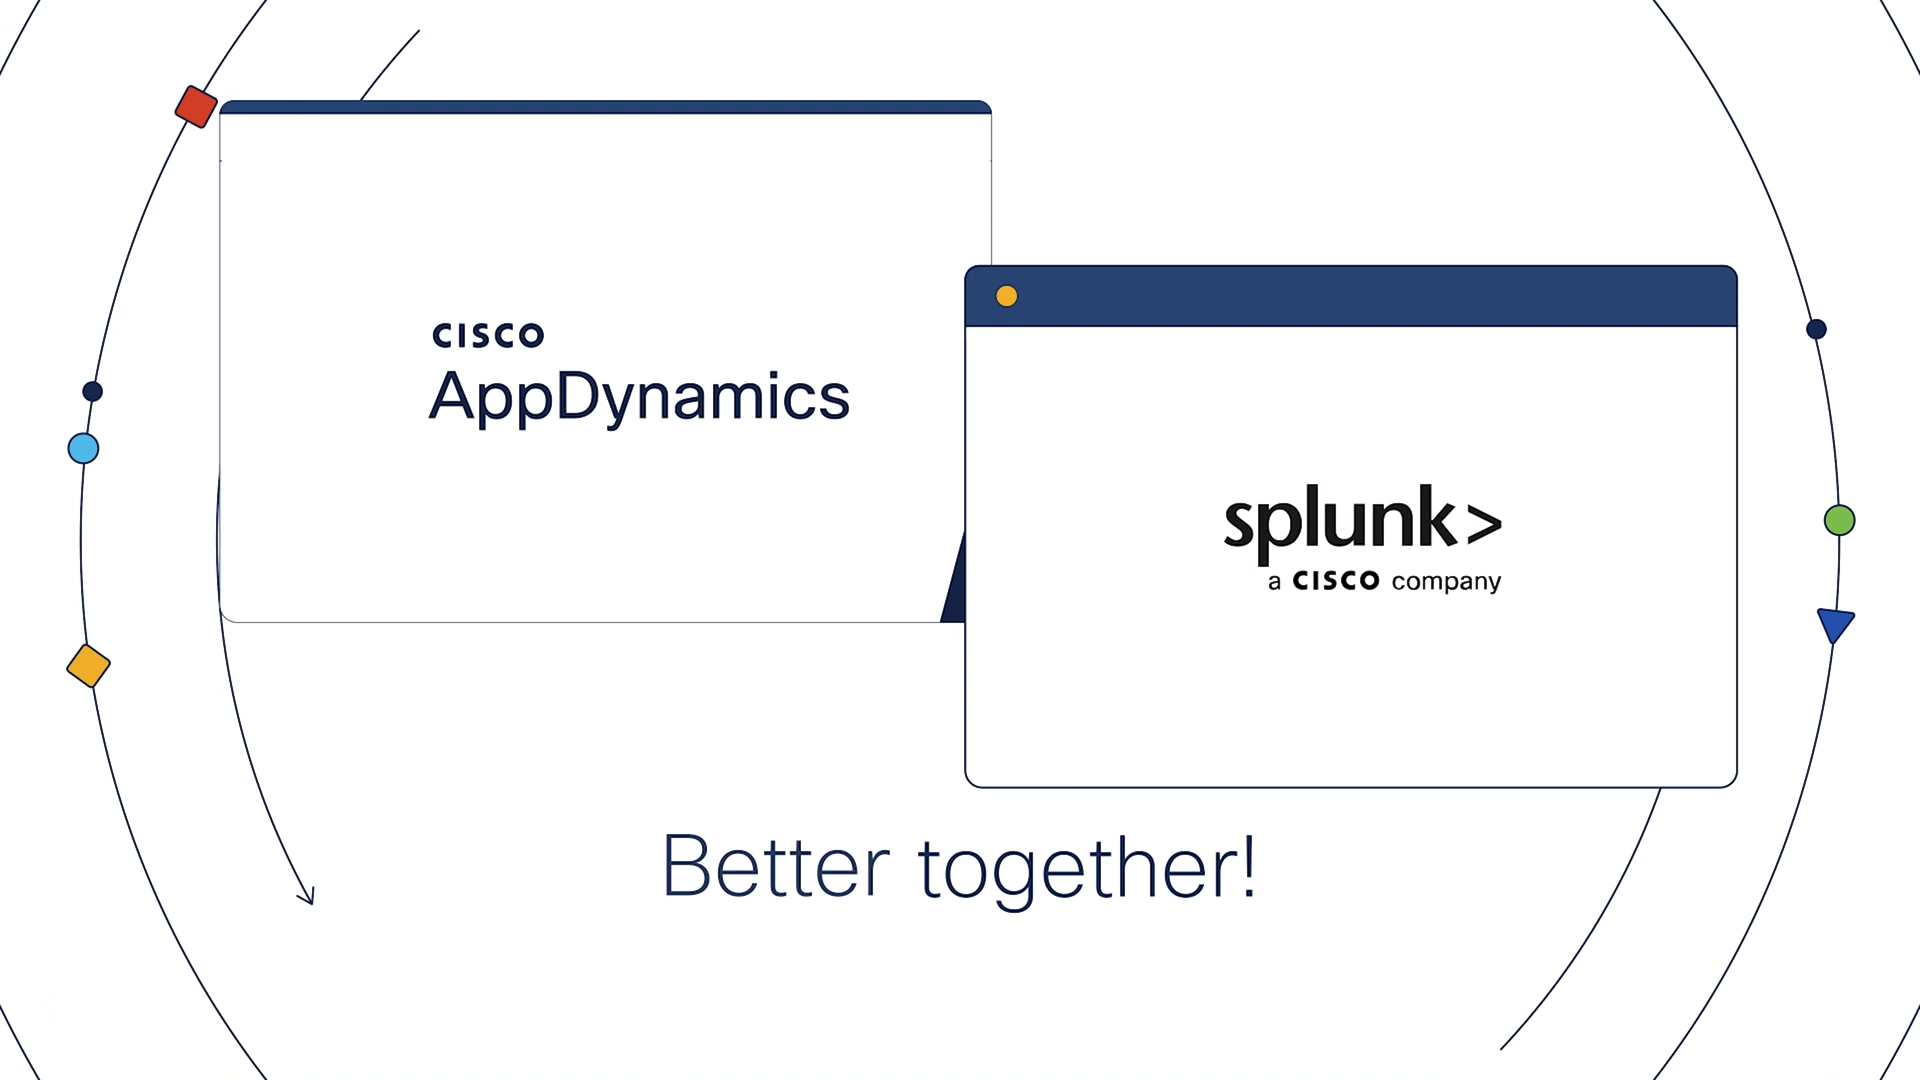 CISCO
AppDynamics
splunk>
a CISCO company
Better together!